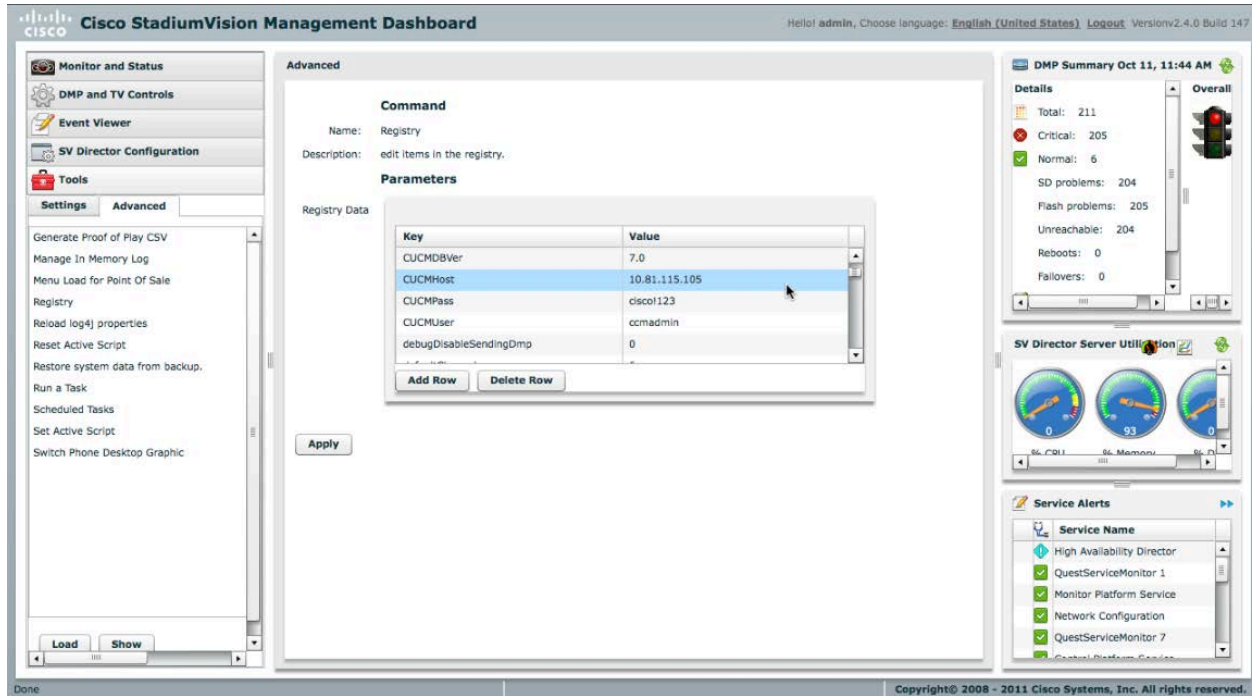 CISCO Cisco StadiumVision Management Dashboard
Hello! admin, Choose language: English (United States) Logout Versionv2.4.0 Build 147
Monitor and Status
DMP and TV Controls
Event Viewer
SV Director Configuration
Tools
Settings Advanced
Generate Proof of Play CSV
Manage In Memory Log
Menu Load for Point Of Sale
Registry
Reload log4j properties
Reset Active Script
Restore system data from backup.
Run a Task
Scheduled Tasks
Set Active Script
Switch Phone Desktop Graphic
Load Show
Advanced
Command
Name: Registry
Description: edit items in the registry.
Parameters
Registry Data
Key Value
CUCMDBVer 7.0
CUCMHost 10.81.115.105
CUCMPass cisco!123
CUCMUser ccmadmin
debugDisableSendingDmp 0
Add Row Delete Row
Apply
DMP Summary Oct 11, 11:44 AM
Details Overall
Total: 211
Critical: 205
Normal: 6
SD problems: 204
Flash problems: 205
Unreachable: 204
Reboots: 0
Failovers: 0
SV Director Server Utilization
0 93 0
% CPU % Memory % D
Service Alerts
Service Name
High Availability Director
QuestServiceMonitor 1
Monitor Platform Service
Network Configuration
QuestServiceMonitor 7
Control Platform Service
Done
Copyright© 2008 - 2011 Cisco Systems, Inc. All rights reserved.